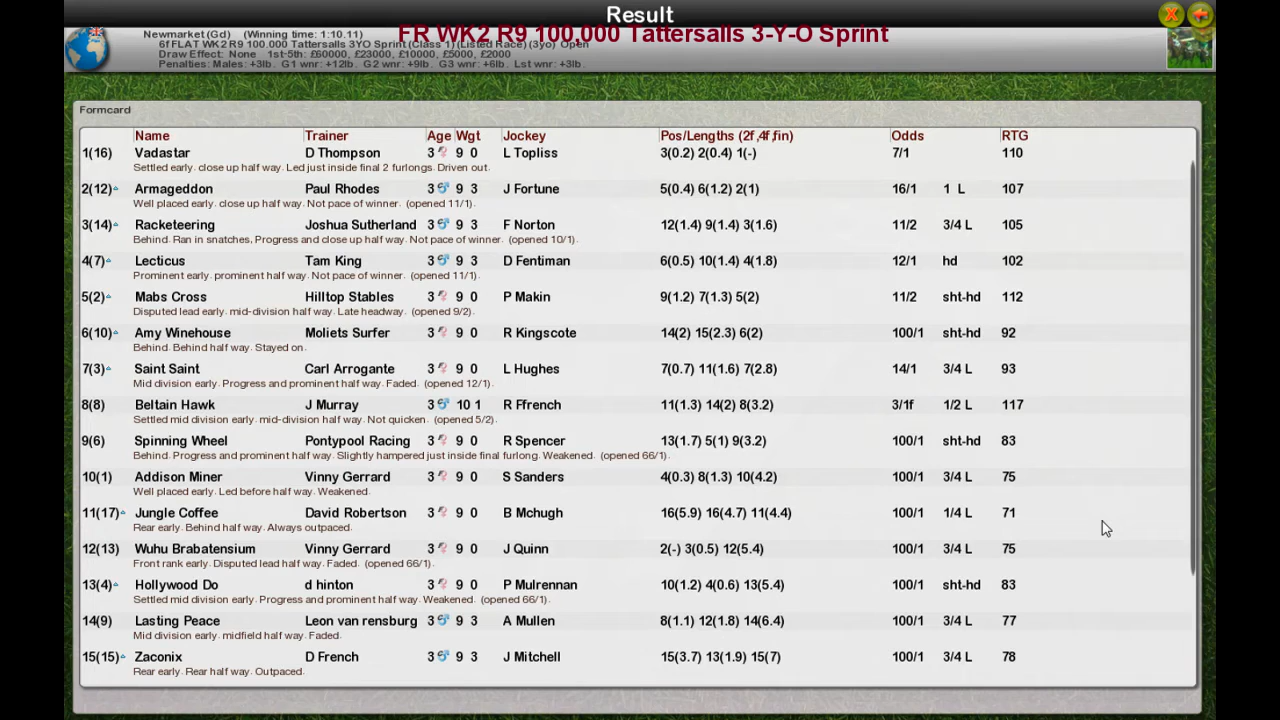 Result
FR WK2 R9 100,000 Tattersalls 3-Y-O Sprint
Newmarket (Gd) (Winning time: 1:10.11)
6f FLAT WK2 R9 100.000 Tattersalls 3YO Sprint (Class 1) (Listed Race) (3yo) Open
Draw Effect: None 1st-5th: £60000, £23000, £10000, £5000, £2000
Penalties: Males: +3lb. G1 wnr: +12lb. G2 wnr: +9lb. G3 wnr: +6lb. Lst wnr: +3lb.
Formcard
Name Trainer Age Wgt Jockey Pos/Lengths (2f,4f,fin) Odds RTG
1(16) Vadastar D Thompson 3 9 0 L Topliss 3(0.2) 2(0.4) 1(-) 7/1 110
Settled early. close up half way. Led just inside final 2 furlongs. Driven out.
2(12) Armageddon Paul Rhodes 3 9 3 J Fortune 5(0.4) 6(1.2) 2(1) 16/1 1 L 107
Well placed early. close up half way. Not pace of winner. (opened 11/1).
3(14) Racketeering Joshua Sutherland 3 9 3 F Norton 12(1.4) 9(1.4) 3(1.6) 11/2 3/4 L 105
Behind. Ran in snatches, Progress and close up half way. Not pace of winner. (opened 10/1).
4(7) Lecticus Tam King 3 9 3 D Fentiman 6(0.5) 10(1.4) 4(1.8) 12/1 hd 102
Prominent early. prominent half way. Not pace of winner. (opened 11/1).
5(2) Mabs Cross Hilltop Stables 3 9 0 P Makin 9(1.2) 7(1.3) 5(2) 11/2 sht-hd 112
Disputed lead early. mid-division half way. Late headway. (opened 9/2).
6(10) Amy Winehouse Moliets Surfer 3 9 0 R Kingscote 14(2) 15(2.3) 6(2) 100/1 sht-hd 92
Behind. Behind half way. Stayed on.
7(3) Saint Saint Carl Arrogante 3 9 0 L Hughes 7(0.7) 11(1.6) 7(2.8) 14/1 3/4 L 93
Mid division early. Progress and prominent half way. Faded. (opened 12/1).
8(8) Beltain Hawk J Murray 3 10 1 R Ffrench 11(1.3) 14(2) 8(3.2) 3/1f 1/2 L 117
Settled mid division early. mid-division half way. Not quicken. (opened 5/2).
9(6) Spinning Wheel Pontypool Racing 3 9 0 R Spencer 13(1.7) 5(1) 9(3.2) 100/1 sht-hd 83
Behind. Progress and prominent half way. Slightly hampered just inside final furlong. Weakened. (opened 66/1).
10(1) Addison Miner Vinny Gerrard 3 9 0 S Sanders 4(0.3) 8(1.3) 10(4.2) 100/1 3/4 L 75
Well placed early. Led before half way. Weakened.
11(17) Jungle Coffee David Robertson 3 9 0 B Mchugh 16(5.9) 16(4.7) 11(4.4) 100/1 1/4 L 71
Rear early. Behind half way. Always outpaced.
12(13) Wuhu Brabatensium Vinny Gerrard 3 9 0 J Quinn 2(-) 3(0.5) 12(5.4) 100/1 3/4 L 75
Front rank early. Disputed lead half way. Faded. (opened 66/1).
13(4) Hollywood Do d hinton 3 9 0 P Mulrennan 10(1.2) 4(0.6) 13(5.4) 100/1 sht-hd 83
Settled mid division early. Progress and prominent half way. Weakened. (opened 66/1).
14(9) Lasting Peace Leon van rensburg 3 9 3 A Mullen 8(1.1) 12(1.8) 14(6.4) 100/1 3/4 L 77
Mid division early. midfield half way. Faded.
15(15) Zaconix D French 3 9 3 J Mitchell 15(3.7) 13(1.9) 15(7) 100/1 3/4 L 78
Rear early. Rear half way. Outpaced.